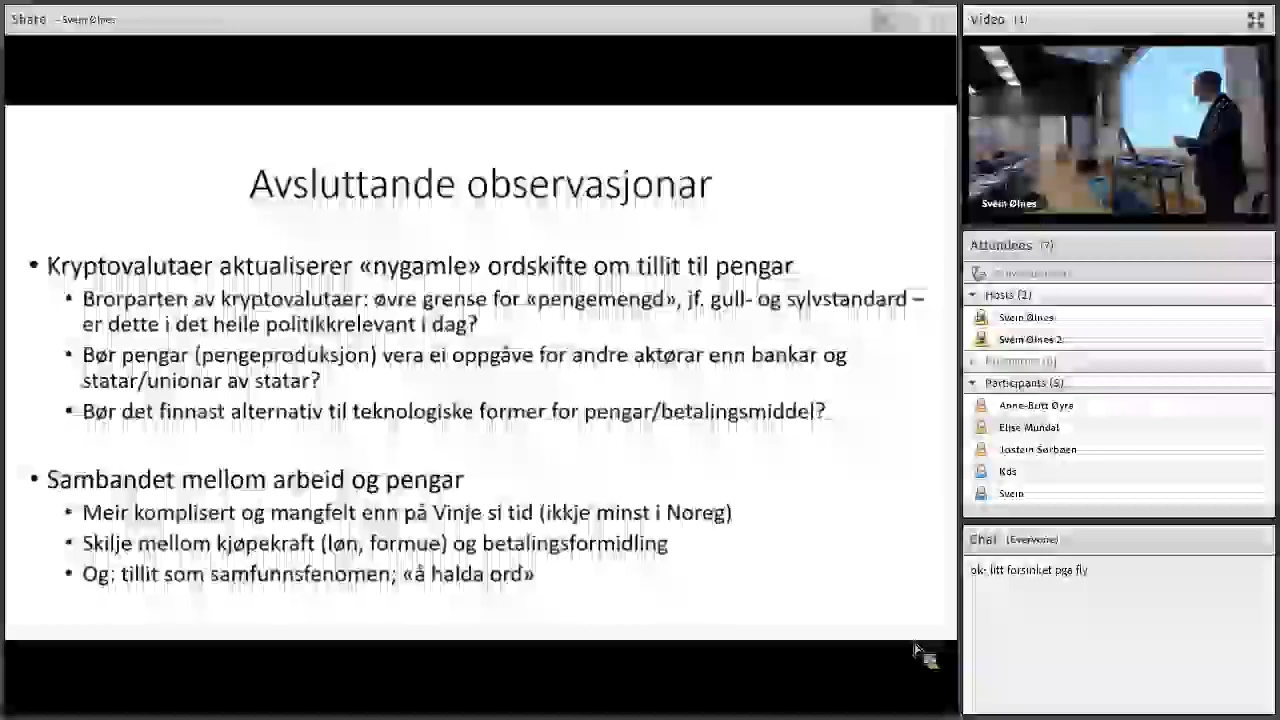 Share - Svein Ølnes
Avsluttande observasjonar
• Kryptovalutaer aktualiserer «nygamle» ordskifte om tillit til pengar
• Brorparten av kryptovalutaer: øvre grense for «pengemengd», jf. gull- og sylvstandard –
er dette i det heile politikkrelevant i dag?
• Bør pengar (pengeproduksjon) vera ei oppgåve for andre aktørar enn bankar og
statar/unionar av statar?
• Bør det finnast alternativ til teknologiske former for pengar/betalingsmiddel?
• Sambandet mellom arbeid og pengar
• Meir komplisert og mangfelt enn på Vinje si tid (ikkje minst i Noreg)
• Skilje mellom kjøpekraft (løn, formue) og betalingsformidling
• Og: tillit som samfunnsfenomen; «å halda ord»
Video (1)
Svein Ølnes
Attendees (7)
Hosts (2)
Svein Ølnes
Svein Ølnes 2
Participants (5)
Anne-Britt Øyre
Elise Mundal
Jostein Sørbøen
Kds
Svein
Chat (Everyone)
ok- litt forsinket pga fly